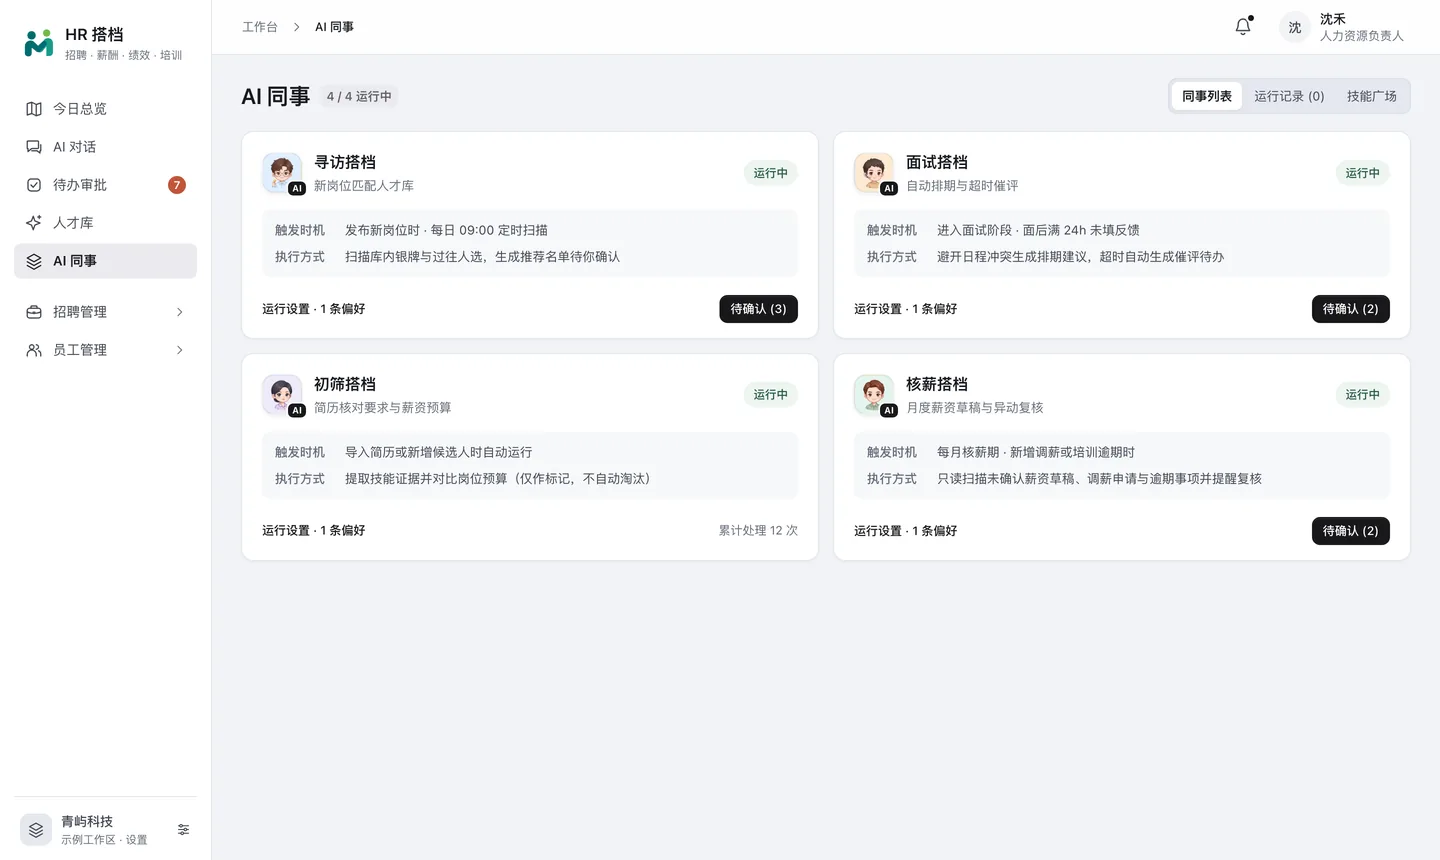 HR 搭档
招聘 · 薪酬 · 绩效 · 培训
今日总览
AI 对话
待办审批
7
人才库
AI 同事
招聘管理
员工管理
青屿科技
示例工作区 · 设置
工作台
AI 同事
沈
沈禾
人力资源负责人
AI 同事
4 / 4 运行中
同事列表
运行记录 (0)
技能广场
AI
寻访搭档
新岗位匹配人才库
运行中
触发时机 发布新岗位时 · 每日 09:00 定时扫描
执行方式 扫描库内银牌与过往人选，生成推荐名单待你确认
运行设置 · 1 条偏好
待确认 (3)
AI
面试搭档
自动排期与超时催评
运行中
触发时机 进入面试阶段 · 面后满 24h 未填反馈
执行方式 避开日程冲突生成排期建议，超时自动生成催评待办
运行设置 · 1 条偏好
待确认 (2)
AI
初筛搭档
简历核对要求与薪资预算
运行中
触发时机 导入简历或新增候选人时自动运行
执行方式 提取技能证据并对比岗位预算（仅作标记，不自动淘汰）
运行设置 · 1 条偏好
累计处理 12 次
AI
核薪搭档
月度薪资草稿与异动复核
运行中
触发时机 每月核薪期 · 新增调薪或培训逾期时
执行方式 只读扫描未确认薪资草稿、调薪申请与逾期事项并提醒复核
运行设置 · 1 条偏好
待确认 (2)